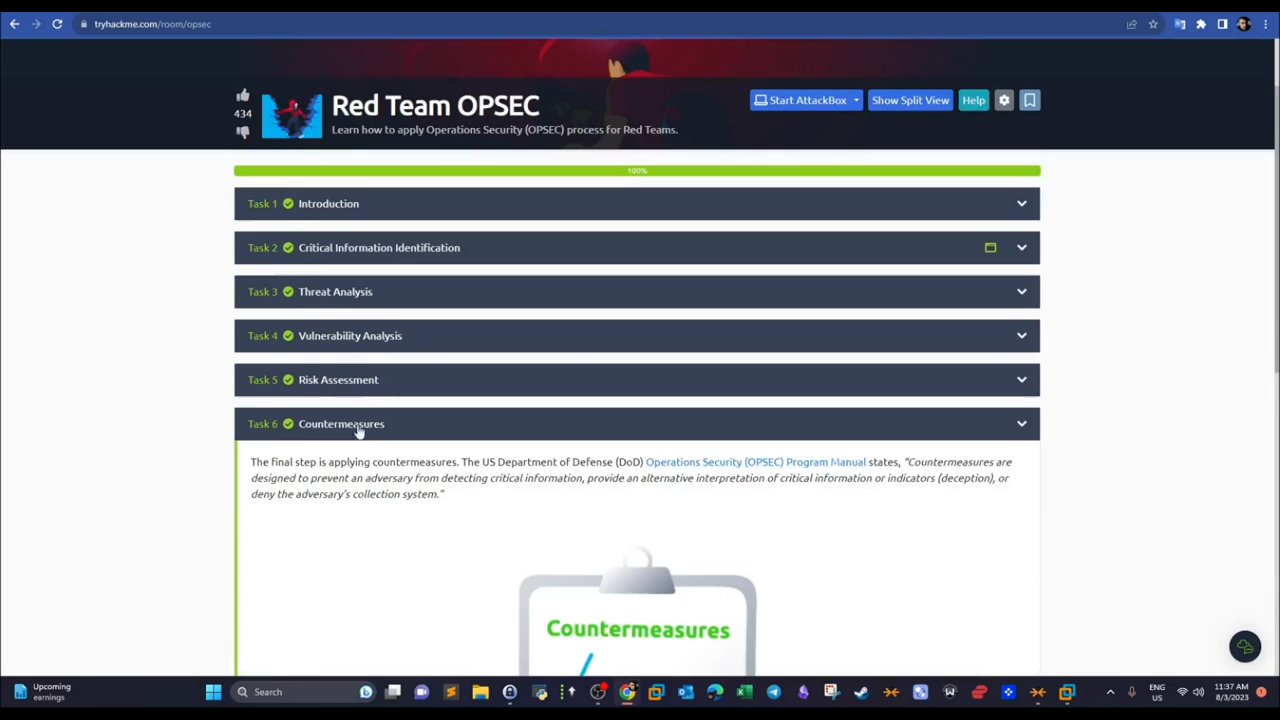 tryhackme.com/room/opsec
434
Red Team OPSEC
Learn how to apply Operations Security (OPSEC) process for Red Teams.
Start AttackBox
Show Split View
Help
100%
Task 1 Introduction
Task 2 Critical Information Identification
Task 3 Threat Analysis
Task 4 Vulnerability Analysis
Task 5 Risk Assessment
Task 6 Countermeasures
The final step is applying countermeasures. The US Department of Defense (DoD) Operations Security (OPSEC) Program Manual states, “Countermeasures are
designed to prevent an adversary from detecting critical information, provide an alternative interpretation of critical information or indicators (deception), or
deny the adversary’s collection system.”
Countermeasures
Upcoming
earnings
Search
ENG
US
11:37 AM
8/3/2023
1